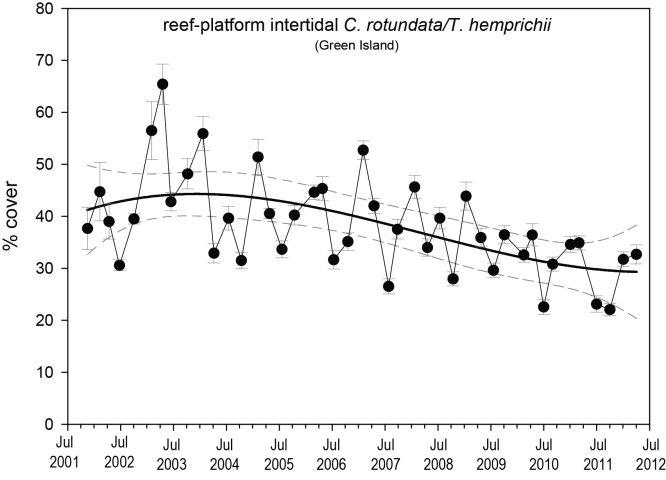 reef-platform intertidal C. rotundata/T. hemprichii
(Green Island)
% cover
80
70
60
50
40
30
20
10
0
Jul Jul Jul Jul Jul Jul Jul Jul Jul Jul Jul Jul
2001 2002 2003 2004 2005 2006 2007 2008 2009 2010 2011 2012